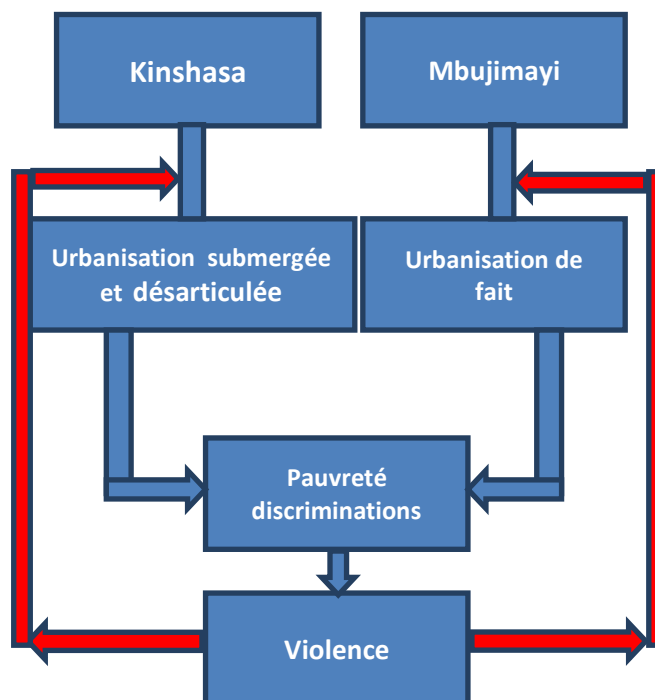 Kinshasa
Mbujimayi
Urbanisation submergée
et désarticulée
Urbanisation de
fait
Pauvreté
discriminations
Violence